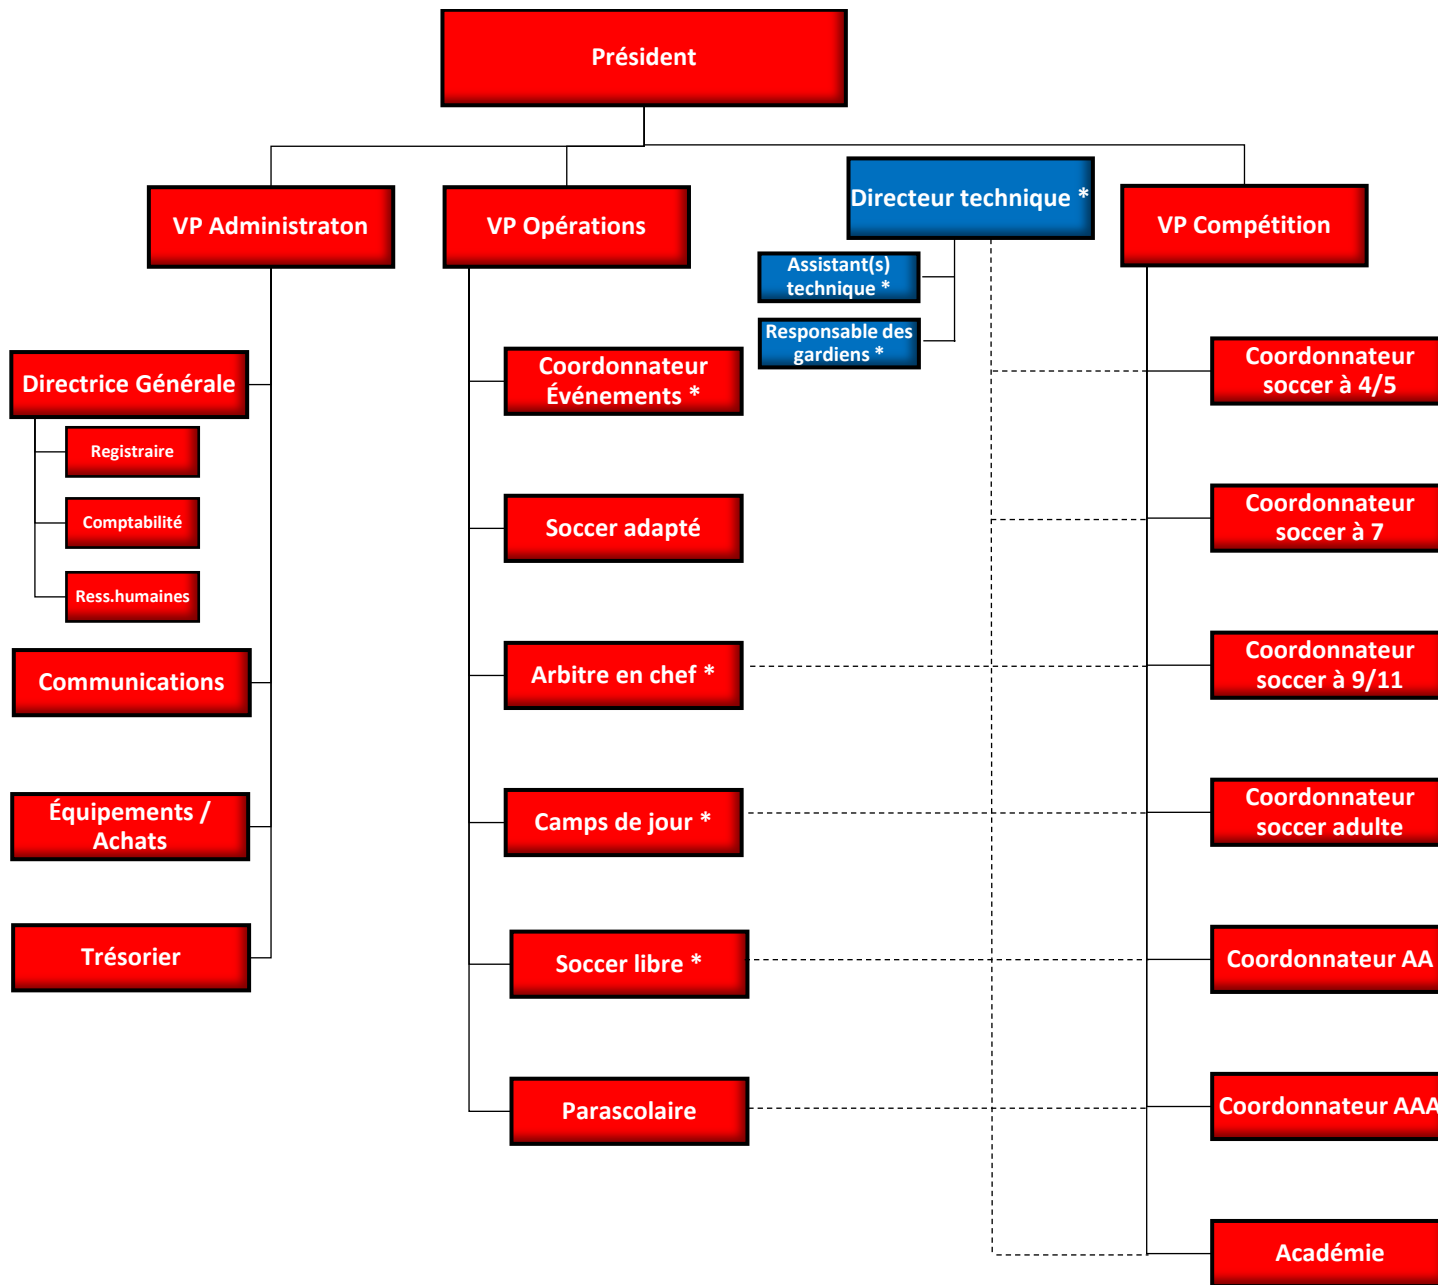 Président
VP Administraton
VP Opérations
Directeur technique *
VP Compétition
Assistant(s)
technique *
Responsable des
gardiens *
Directrice Générale
Registraire
Comptabilité
Ress.humaines
Communications
Équipements /
Achats
Trésorier
Coordonnateur
Événements *
Soccer adapté
Arbitre en chef *
Camps de jour *
Soccer libre *
Parascolaire
Coordonnateur
soccer à 4/5
Coordonnateur
soccer à 7
Coordonnateur
soccer à 9/11
Coordonnateur
soccer adulte
Coordonnateur AA
Coordonnateur AAA
Académie